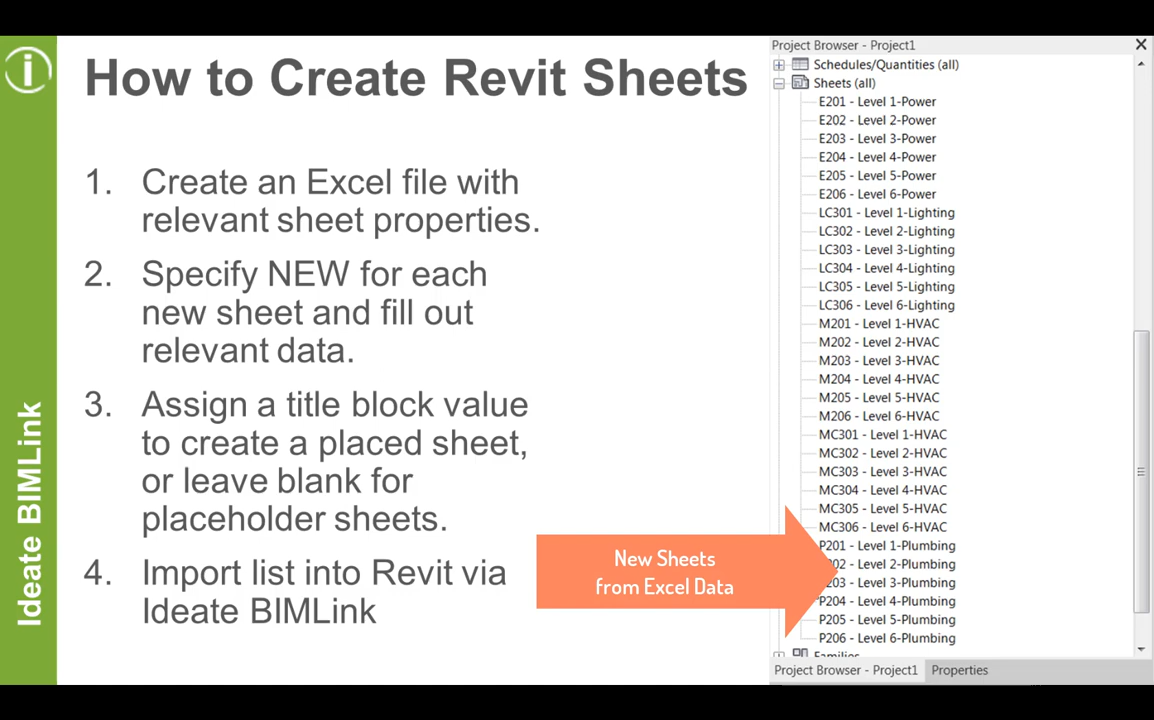 Ideate BIMLink
How to Create Revit Sheets
1. Create an Excel file with
relevant sheet properties.
2. Specify NEW for each
new sheet and fill out
relevant data.
3. Assign a title block value
to create a placed sheet,
or leave blank for
placeholder sheets.
4. Import list into Revit via
Ideate BIMLink
New Sheets
from Excel Data
Project Browser - Project1
Schedules/Quantities (all)
Sheets (all)
E201 - Level 1-Power
E202 - Level 2-Power
E203 - Level 3-Power
E204 - Level 4-Power
E205 - Level 5-Power
E206 - Level 6-Power
LC301 - Level 1-Lighting
LC302 - Level 2-Lighting
LC303 - Level 3-Lighting
LC304 - Level 4-Lighting
LC305 - Level 5-Lighting
LC306 - Level 6-Lighting
M201 - Level 1-HVAC
M202 - Level 2-HVAC
M203 - Level 3-HVAC
M204 - Level 4-HVAC
M205 - Level 5-HVAC
M206 - Level 6-HVAC
MC301 - Level 1-HVAC
MC302 - Level 2-HVAC
MC303 - Level 3-HVAC
MC304 - Level 4-HVAC
MC305 - Level 5-HVAC
MC306 - Level 6-HVAC
P201 - Level 1-Plumbing
02 - Level 2-Plumbing
03 - Level 3-Plumbing
P204 - Level 4-Plumbing
P205 - Level 5-Plumbing
P206 - Level 6-Plumbing
Families
Project Browser - Project1 Properties